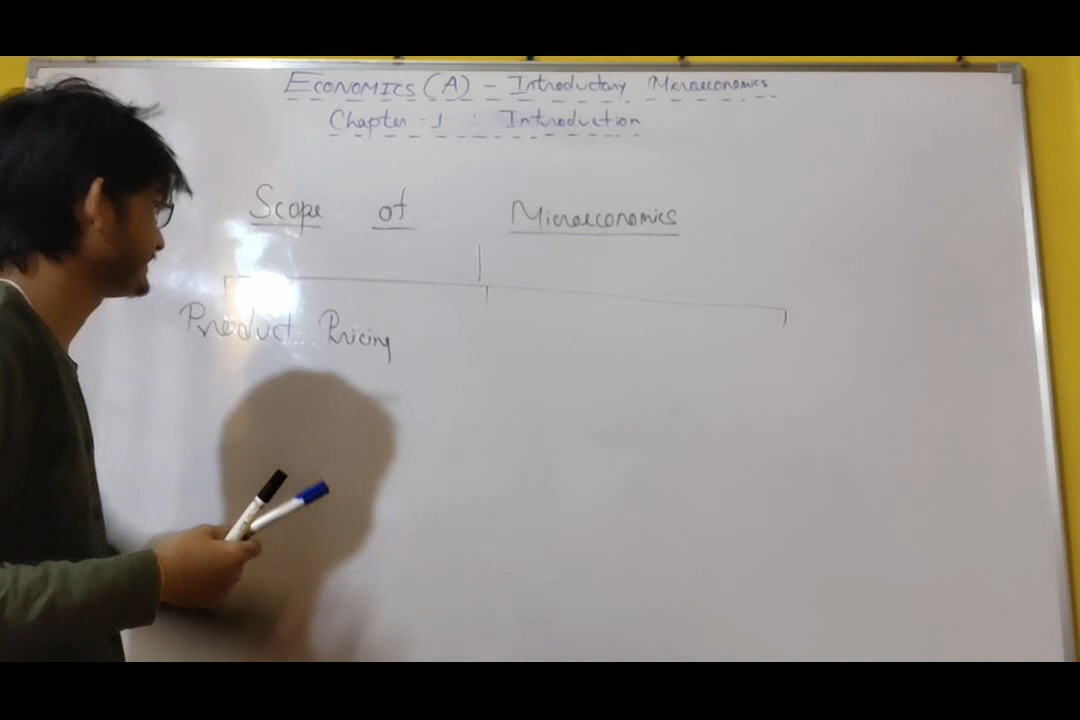 ECONOMICS (A) - Introductory Microeconomics
Chapter - 1 : Introduction
Scope of Microeconomics
Product Pricing